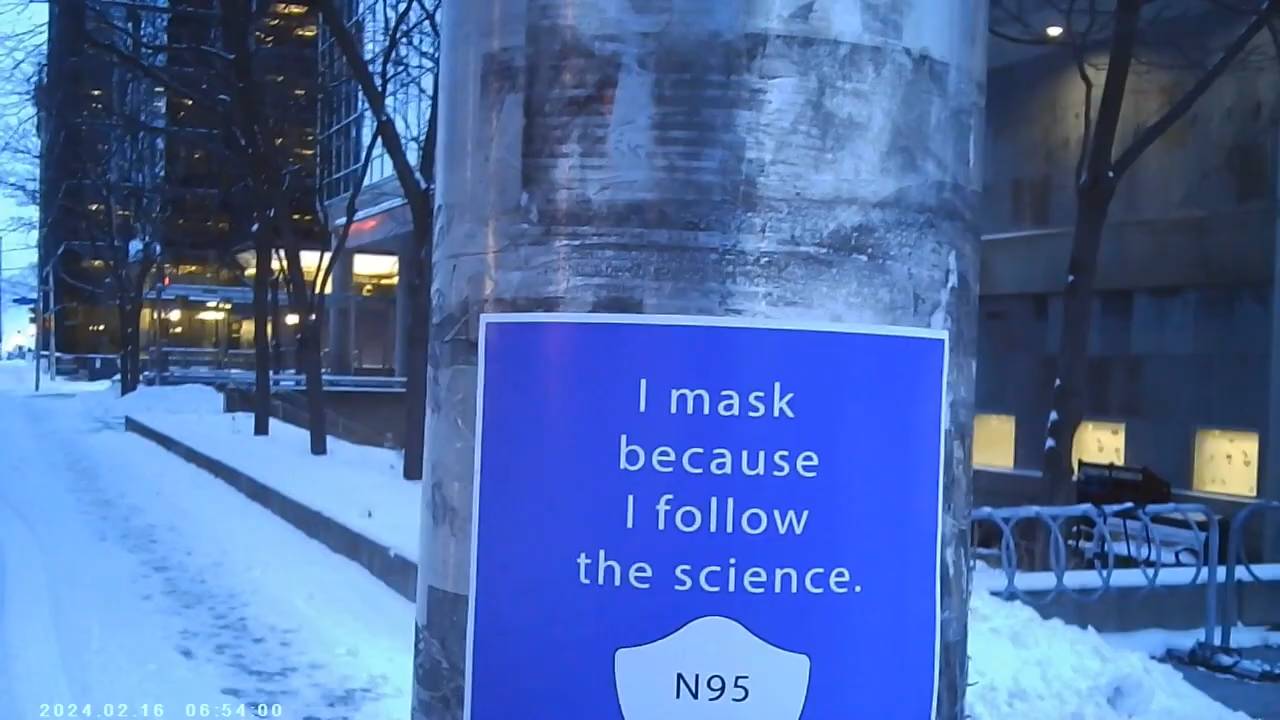 I mask
because
I follow
the science.
N95
2024.02.16 06:54:00